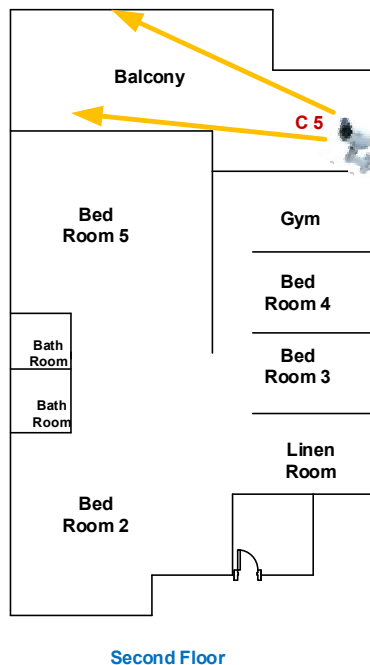 Balcony
C 5
Bed
Room 5
Gym
Bed
Room 4
Bath
Room
Bed
Room 3
Bath
Room
Linen
Room
Bed
Room 2
Second Floor